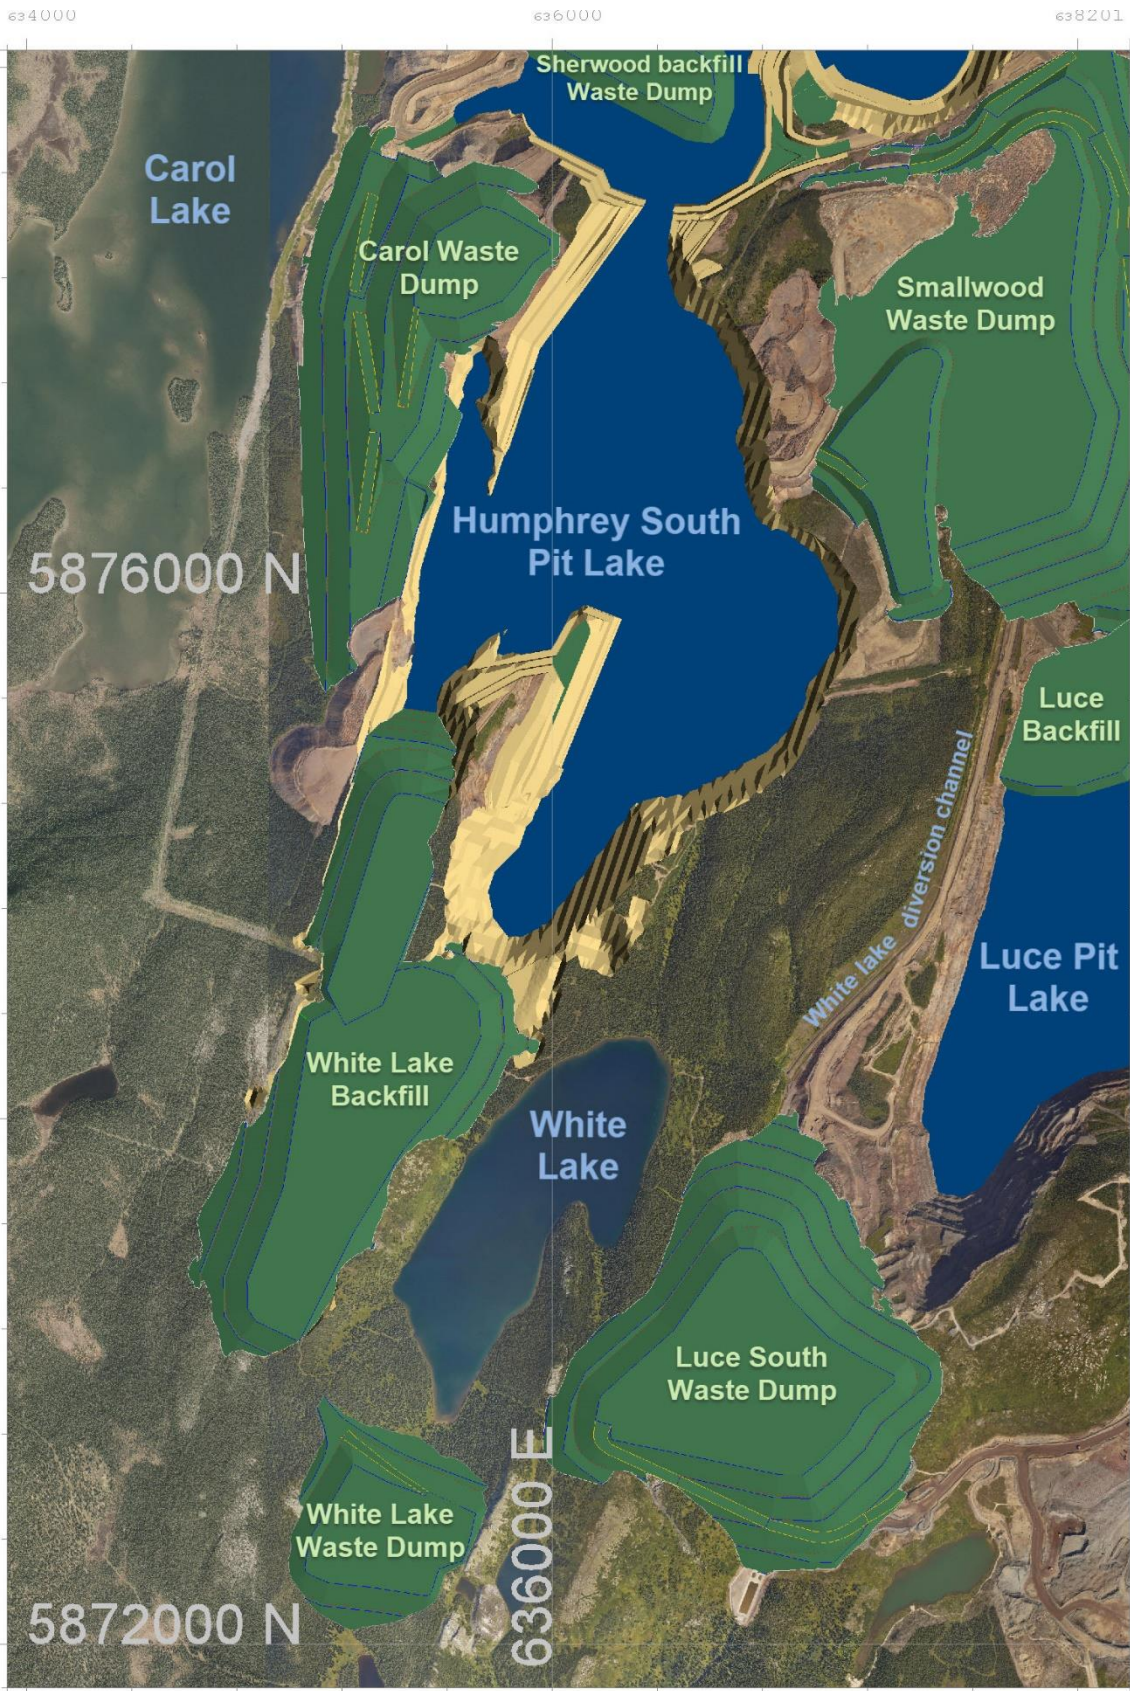 634000
636000
638201
Sherwood backfill
Waste Dump
Carol
Lake
Carol Waste
Dump
Smallwood
Waste Dump
Humphrey South
Pit Lake
5876000 N
Luce
Backfill
White lake diversion channel
Luce Pit
Lake
White Lake
Backfill
White
Lake
Luce South
Waste Dump
White Lake
Waste Dump
636000 E
5872000 N